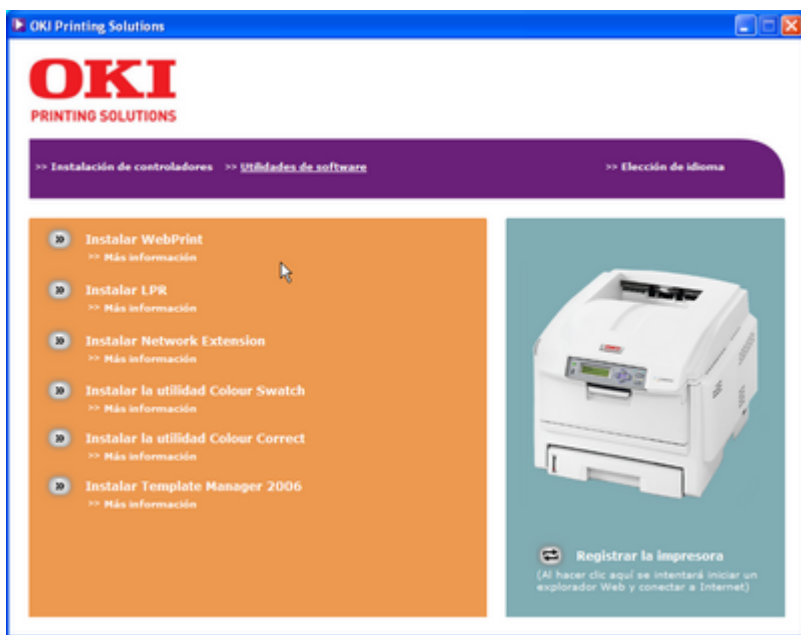 OKI Printing Solutions
OKI
PRINTING SOLUTIONS
>> Instalación de controladores >> Utilidades de software >> Elección de idioma
Instalar WebPrint
>> Más información
Instalar LPR
>> Más información
Instalar Network Extension
>> Más información
Instalar la utilidad Colour Swatch
>> Más información
Instalar la utilidad Colour Correct
>> Más información
Instalar Template Manager 2006
>> Más información
OKI
Registrar la impresora
(Al hacer clic aquí se intentará iniciar un
explorador Web y conectar a Internet)